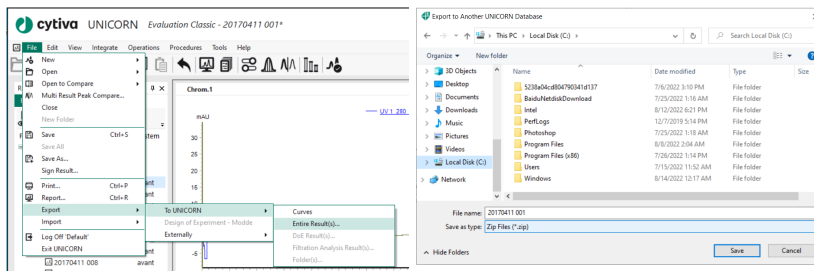 cytiva UNICORN Evaluation Classic - 20170411 001*
File Edit View Integrate Operations Procedures Tools Help
New
Open
Open to Compare
Multi Result Peak Compare...
Close
New Folder
Save Ctrl+S
Save All
Save As...
Sign Result...
Print... Ctrl+P
Report... Ctrl+R
Export
Import
Log Off 'Default'
Exit UNICORN
20170411 008 avant
stem
avant
ant
Chrom.1
mAU
UV 1_280
30
25
20
15
10
-5
To UNICORN
Design of Experiment - Modde
Externally
Curves
Entire Result(s)...
DoE Result(s)...
Filtration Analysis Result(s)...
Folder(s)...
Export to Another UNICORN Database
This PC > Local Disk (C:) >
Search Local Disk (C:)
Organize New folder
3D Objects
Desktop
Documents
Downloads
Music
Pictures
Videos
Local Disk (C:)
Network
Name Date modified Type Size
5238a04cd804790341d137 7/6/2022 3:10 PM File folder
BaiduNetdiskDownload 7/25/2022 1:16 AM File folder
Intel 8/12/2022 6:21 PM File folder
PerfLogs 12/7/2019 5:14 PM File folder
Photoshop 7/25/2022 1:18 AM File folder
Program Files 8/8/2022 2:04 AM File folder
Program Files (x86) 7/26/2022 1:14 PM File folder
Users 7/15/2022 11:52 AM File folder
Windows 8/14/2022 12:17 AM File folder
File name: 20170411 001
Save as type: Zip Files (*.zip)
Hide Folders
Save Cancel